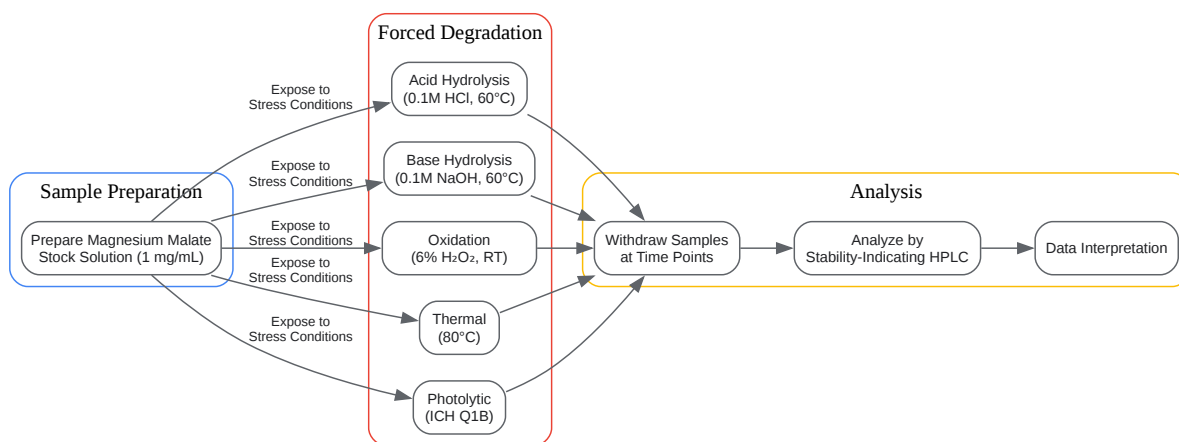 Sample Preparation
Prepare Magnesium Malate
Stock Solution (1 mg/mL)
Expose to
Stress Conditions
Expose to
Stress Conditions
Expose to
Stress Conditions
Expose to
Stress Conditions
Expose to
Stress Conditions
Forced Degradation
Acid Hydrolysis
(0.1M HCl, 60°C)
Base Hydrolysis
(0.1M NaOH, 60°C)
Oxidation
(6% H₂O₂, RT)
Thermal
(80°C)
Photolytic
(ICH Q1B)
Analysis
Withdraw Samples
at Time Points
Analyze by
Stability-Indicating HPLC
Data Interpretation